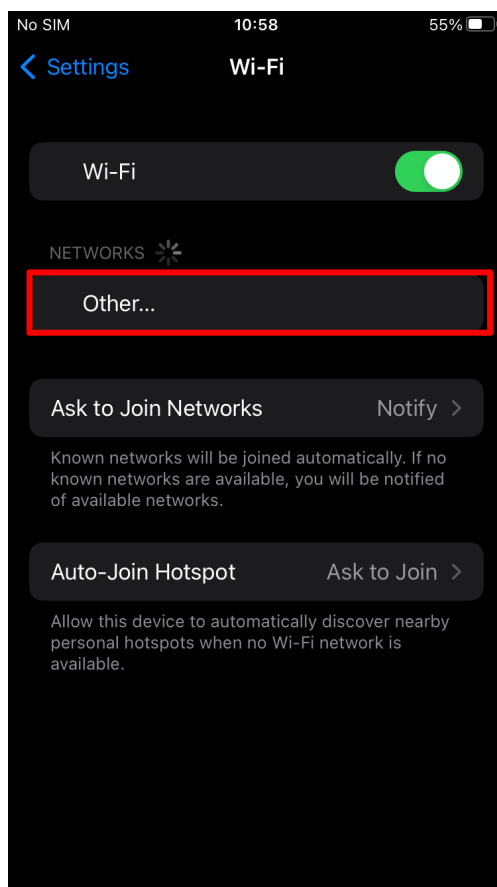 No SIM 10:58 55%
Settings Wi-Fi
Wi-Fi
NETWORKS
Other...
Ask to Join Networks Notify
Known networks will be joined automatically. If no
known networks are available, you will be notified
of available networks.
Auto-Join Hotspot Ask to Join
Allow this device to automatically discover nearby
personal hotspots when no Wi-Fi network is
available.